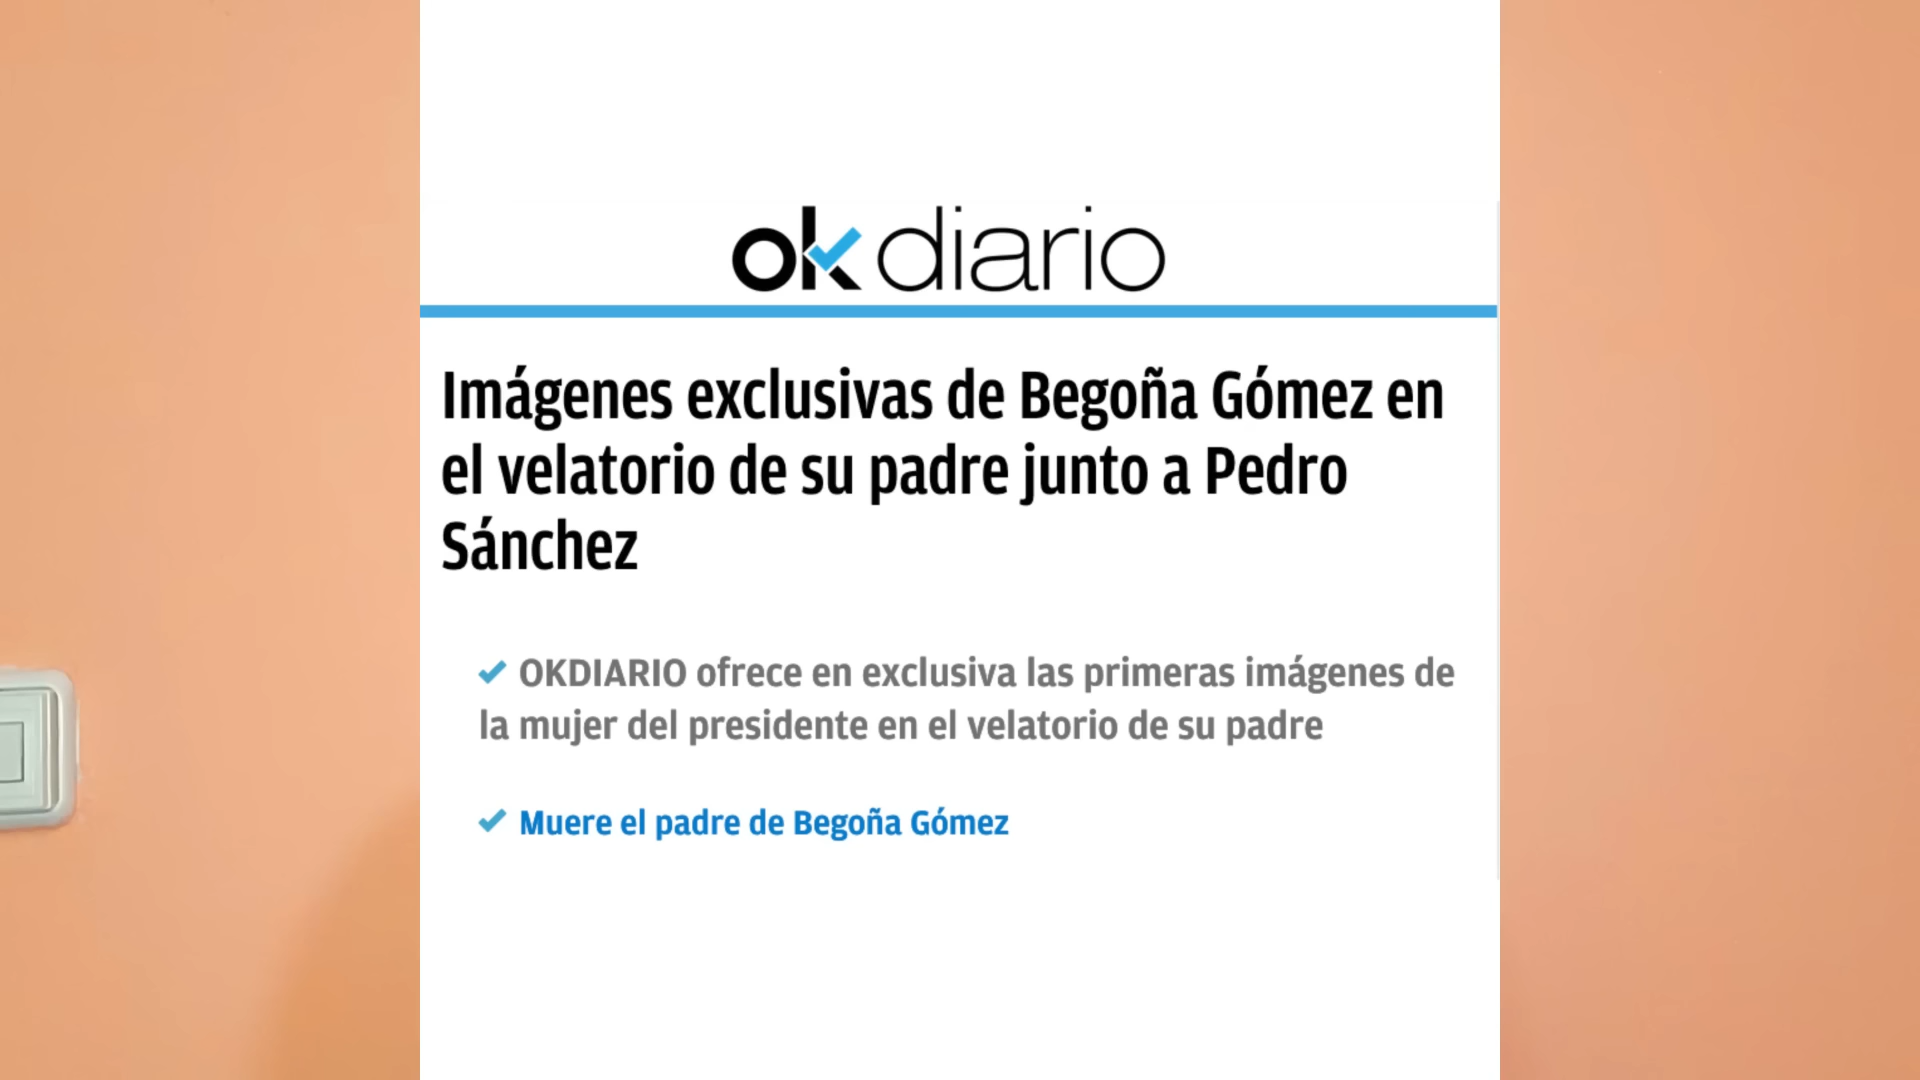 okdiario
Imágenes exclusivas de Begoña Gómez en
el velatorio de su padre junto a Pedro
Sánchez
OKDIARIO ofrece en exclusiva las primeras imágenes de
la mujer del presidente en el velatorio de su padre
Muere el padre de Begoña Gómez